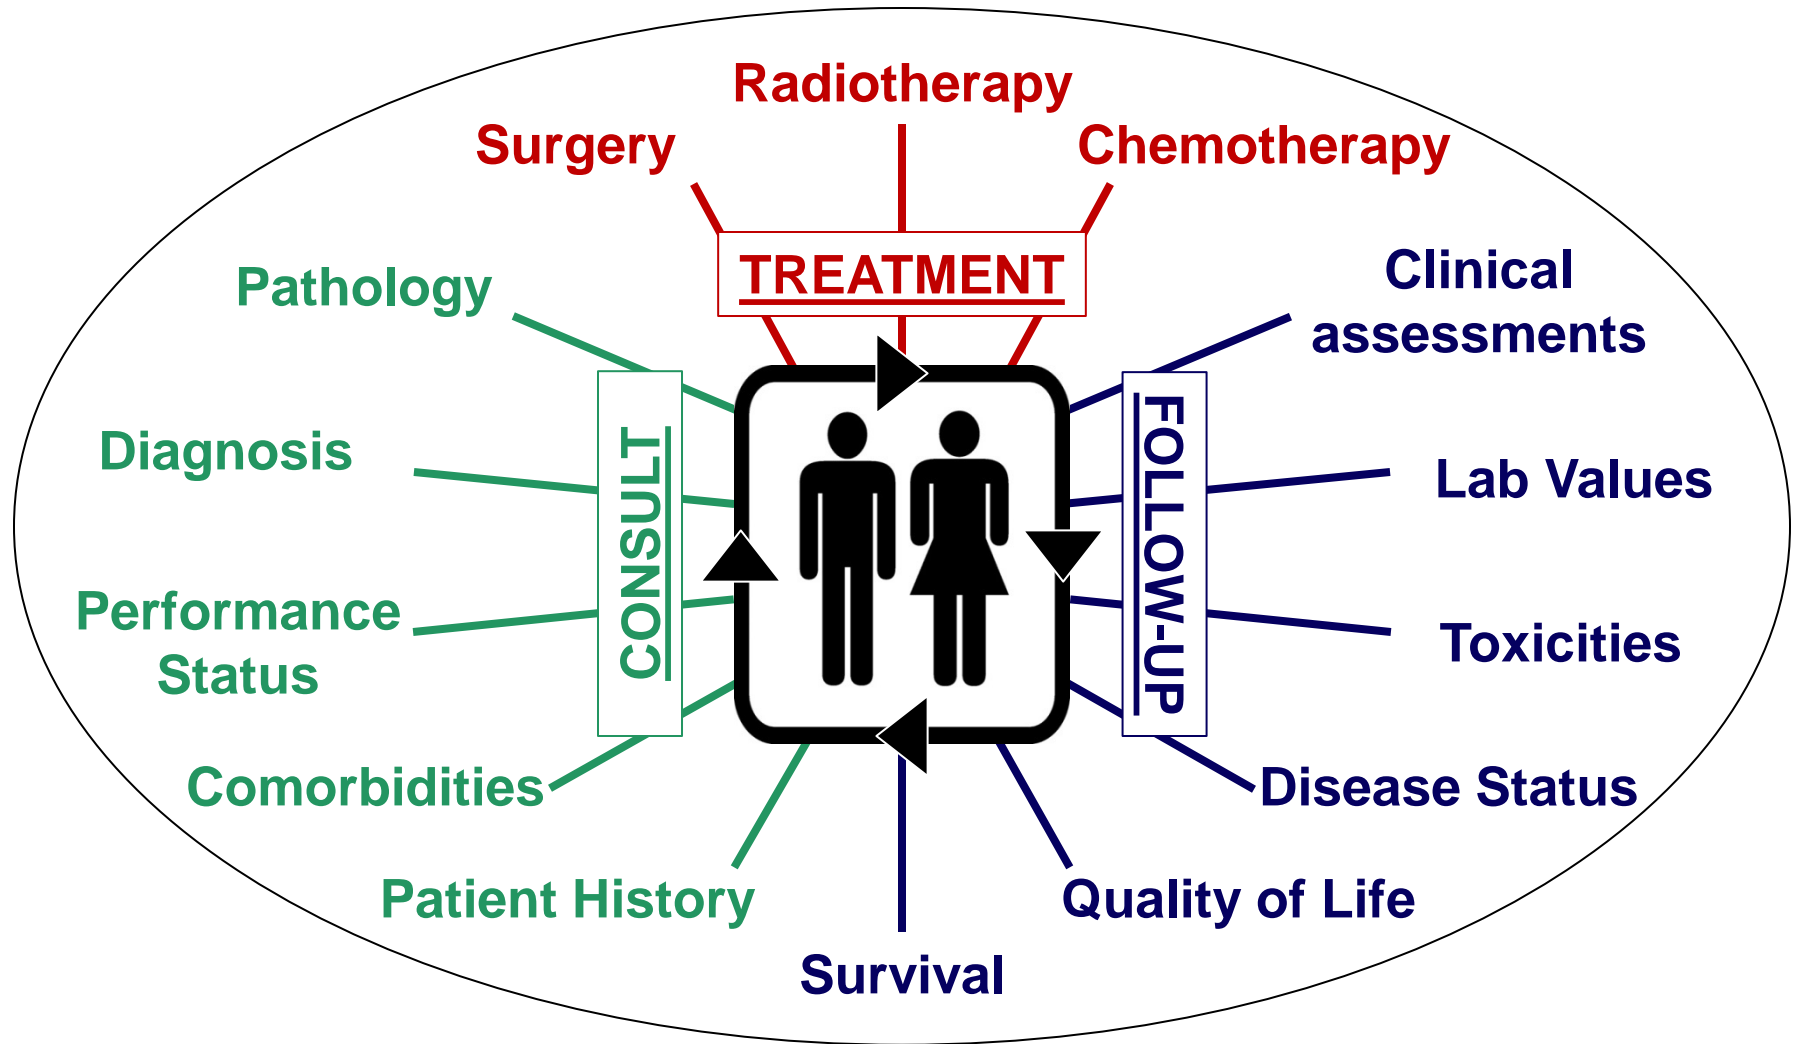 Radiotherapy
Surgery
Chemotherapy
TREATMENT
Pathology
Diagnosis
Performance
Status
Comorbidities
Patient History
CONSULT
Clinical
assessments
Lab Values
Toxicities
Disease Status
Quality of Life
Survival
FOLLOW-UP